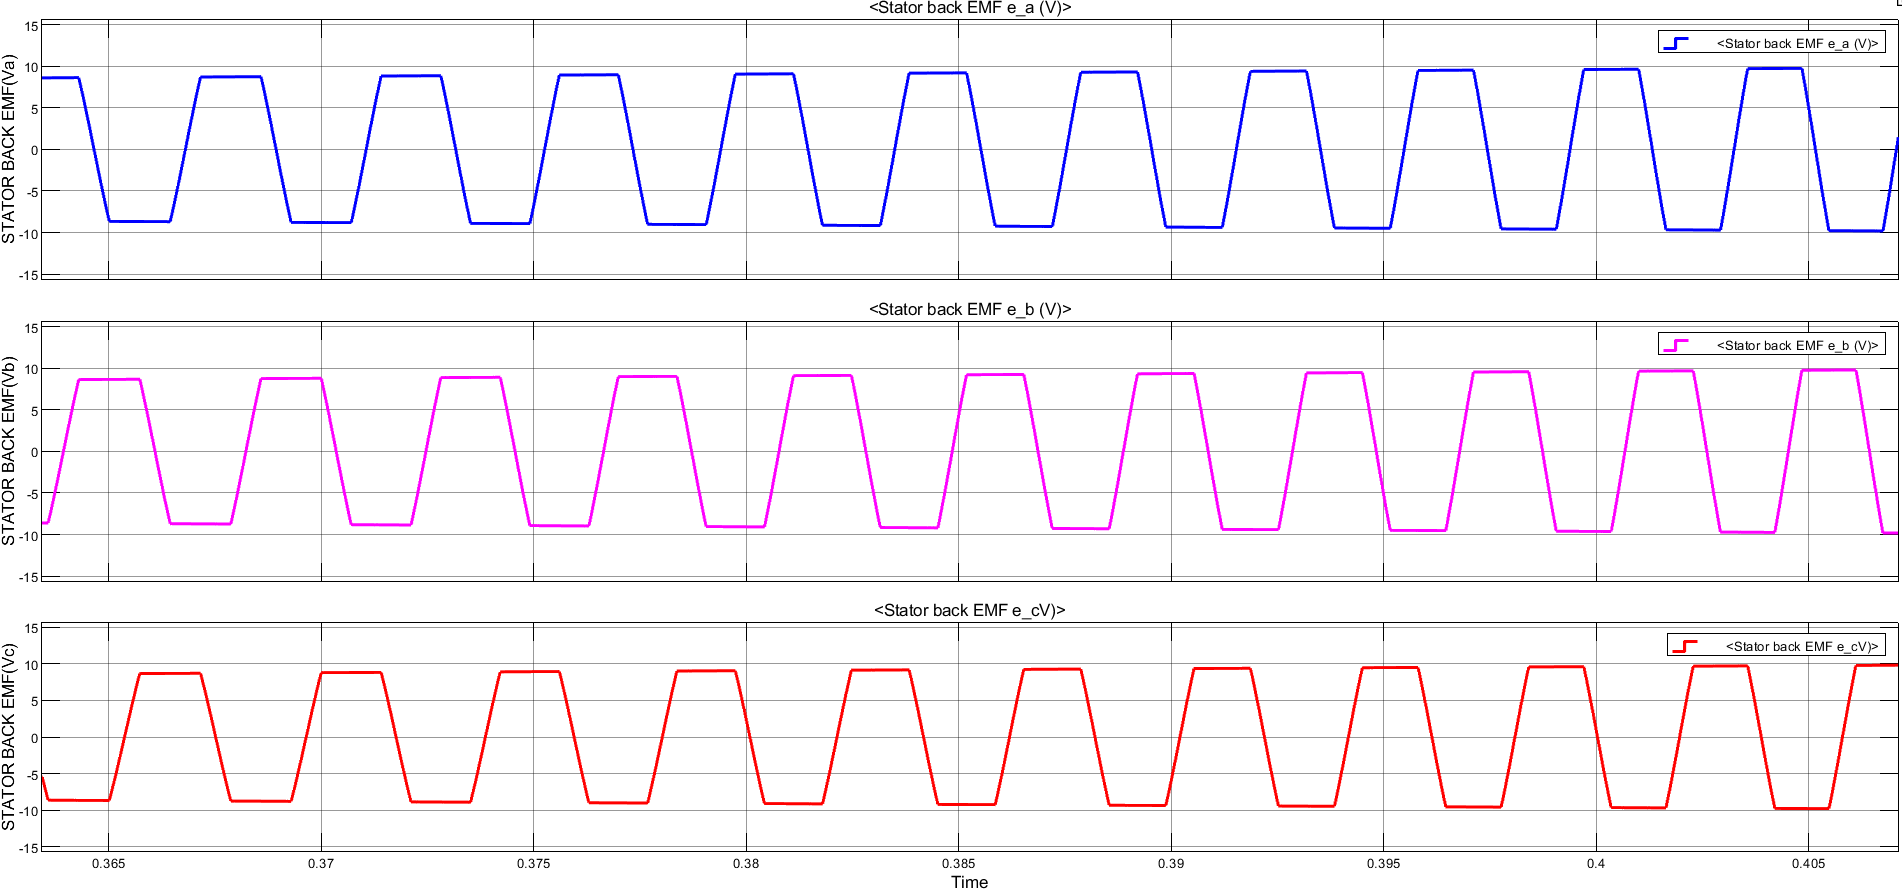 <Stator back EMF e_a (V)>
<Stator back EMF e_a (V)>
STATOR BACK EMF(Va)
15
10
5
0
-5
-10
-15
<Stator back EMF e_b (V)>
<Stator back EMF e_b (V)>
STATOR BACK EMF(Vb)
15
10
5
0
-5
-10
-15
<Stator back EMF e_cV)>
<Stator back EMF e_cV)>
STATOR BACK EMF(Vc)
15
10
5
0
-5
-10
-15
0.365 0.37 0.375 0.38 0.385 0.39 0.395 0.4 0.405
Time